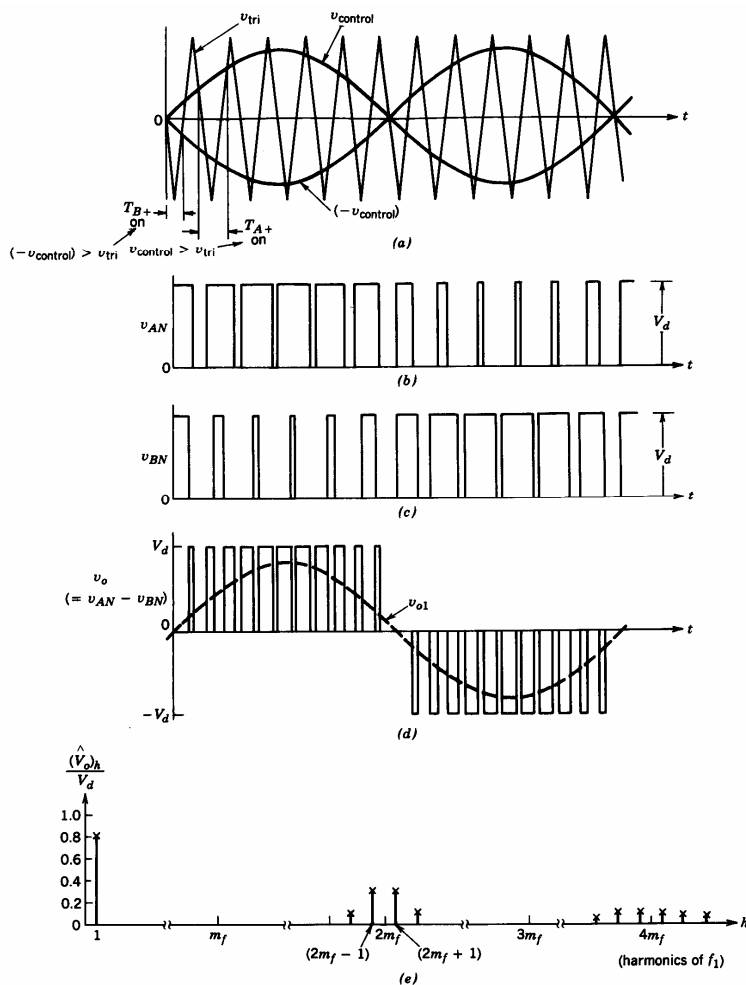 v_tri
v_control
0
t
(−v_control)
T_B+
on
T_A+
on
(−v_control) > v_tri
v_control > v_tri
(a)
v_AN
V_d
0
t
(b)
v_BN
V_d
0
t
(c)
V_d
v_o
(= v_AN − v_BN)
v_o1
0
t
−V_d
(d)
(V̂_o)_h
V_d
1.0
0.8
0.6
0.4
0.2
0
1
m_f
2m_f
3m_f
4m_f
h
(2m_f − 1)
(2m_f + 1)
(harmonics of f_1)
(e)